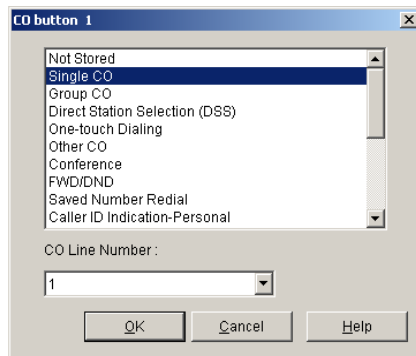 CO button 1
Not Stored
Single CO
Group CO
Direct Station Selection (DSS)
One-touch Dialing
Other CO
Conference
FWD/DND
Saved Number Redial
Caller ID Indication-Personal
CO Line Number :
1
OK Cancel Help